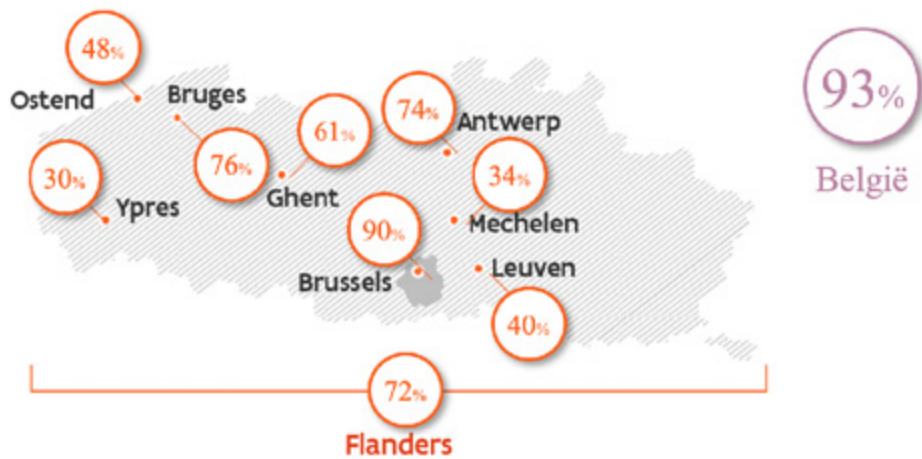 48%
Ostend
Bruges
74%
93%
61%
Antwerp
76%
34%
30%
België
Ghent
Ypres
Mechelen
90%
Brussels
Leuven
40%
72%
Flanders